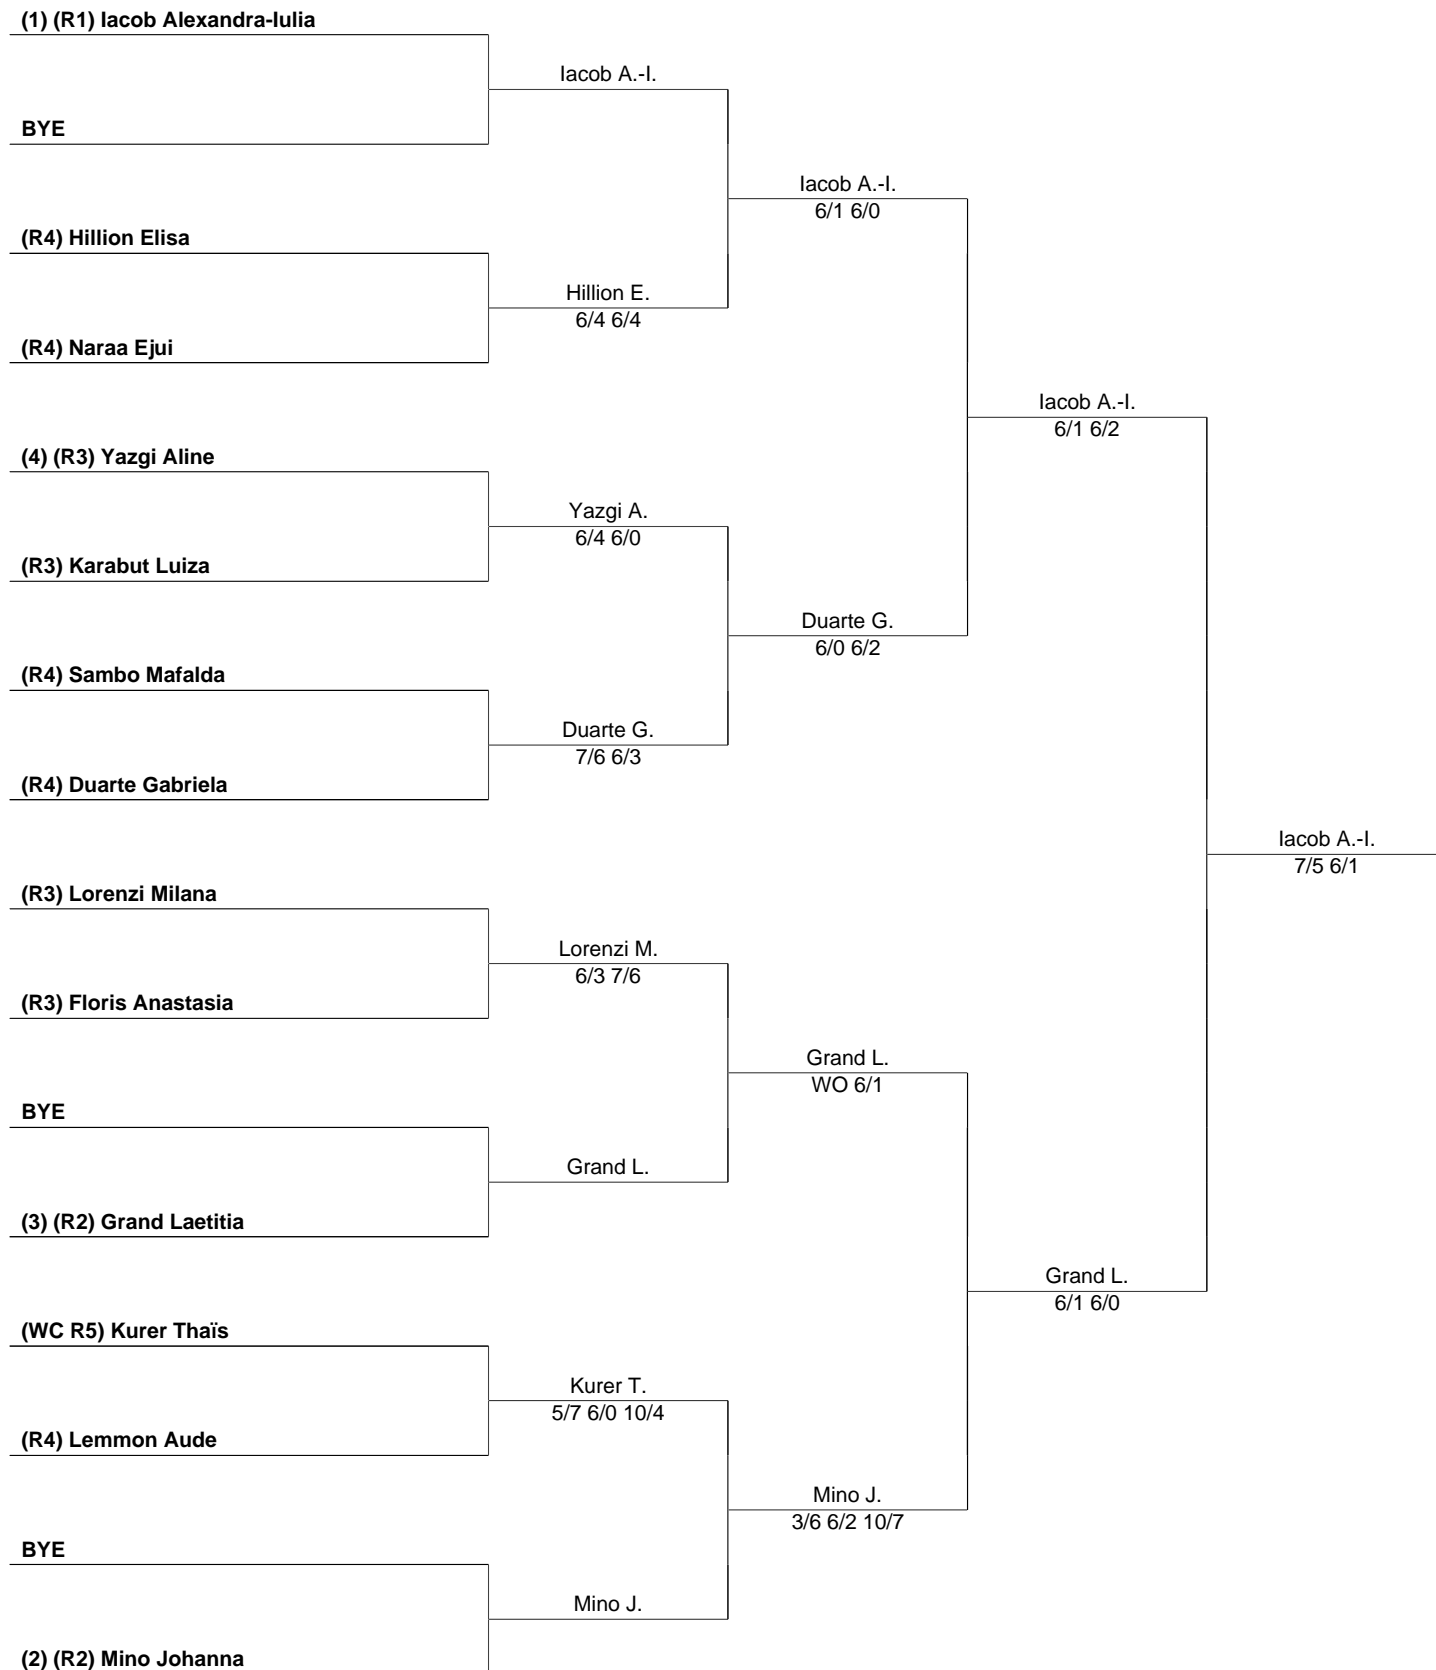 (1) (R1) Iacob Alexandra-Iulia
Iacob A.-I.
BYE
Iacob A.-I.
6/1 6/0
(R4) Hillion Elisa
Hillion E.
6/4 6/4
(R4) Naraa Ejui
Iacob A.-I.
6/1 6/2
(4) (R3) Yazgi Aline
Yazgi A.
6/4 6/0
(R3) Karabut Luiza
Duarte G.
6/0 6/2
(R4) Sambo Mafalda
Duarte G.
7/6 6/3
(R4) Duarte Gabriela
Iacob A.-I.
7/5 6/1
(R3) Lorenzi Milana
Lorenzi M.
6/3 7/6
(R3) Floris Anastasia
Grand L.
WO 6/1
BYE
Grand L.
(3) (R2) Grand Laetitia
Grand L.
6/1 6/0
(WC R5) Kurer Thaïs
Kurer T.
5/7 6/0 10/4
(R4) Lemmon Aude
Mino J.
3/6 6/2 10/7
BYE
Mino J.
(2) (R2) Mino Johanna